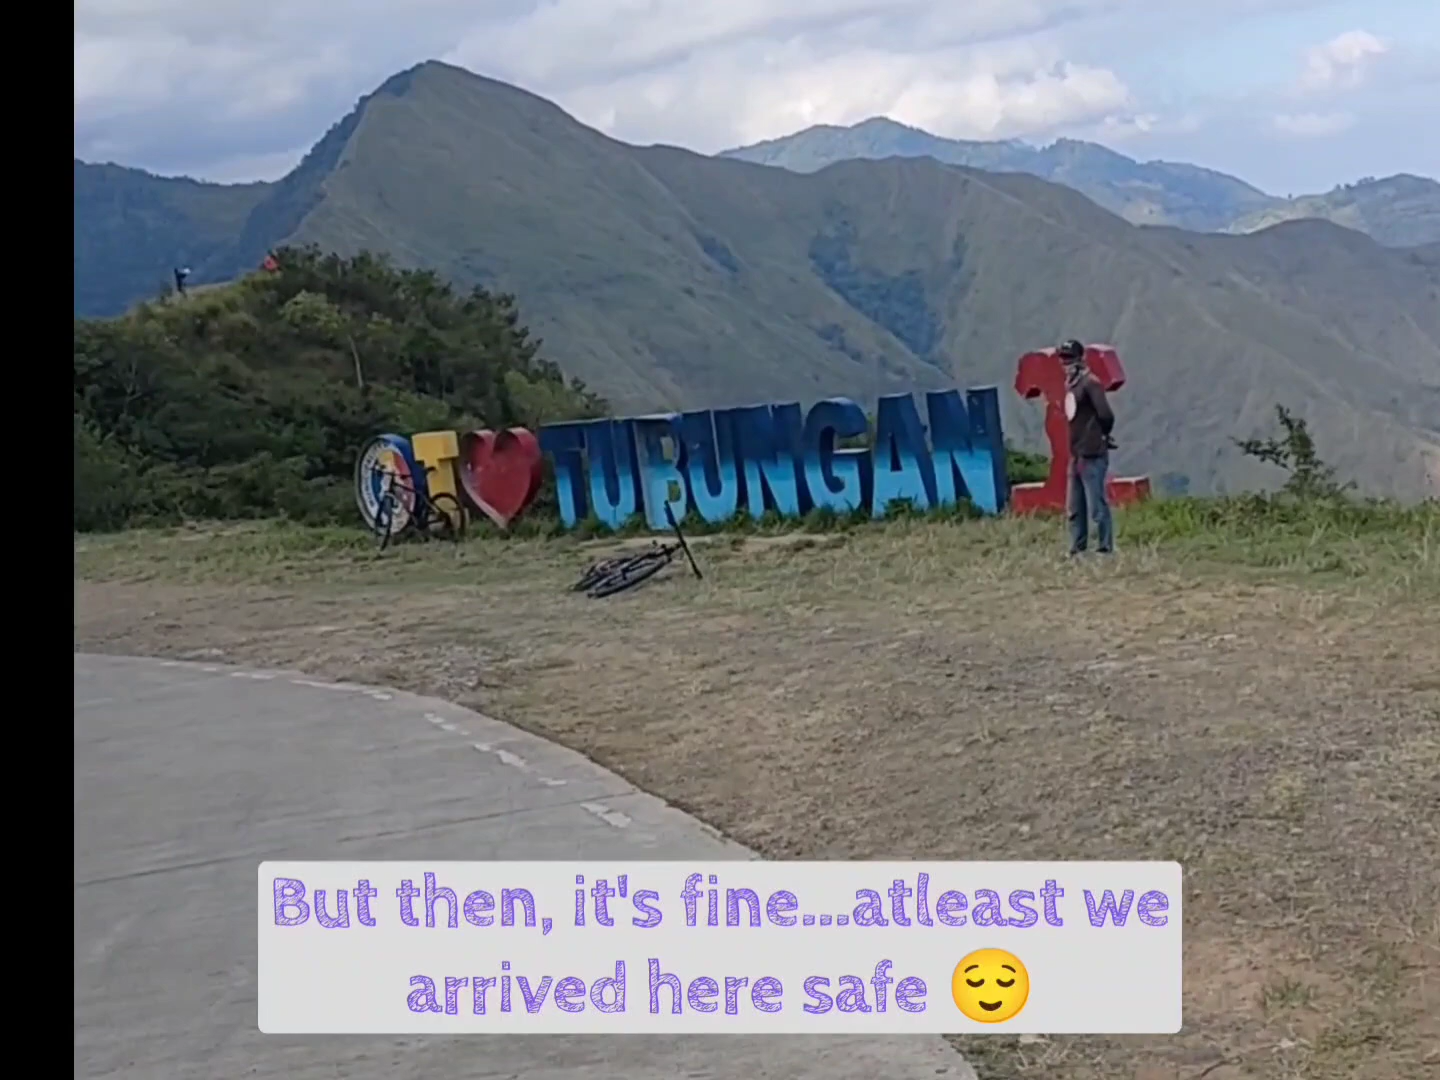 I ❤ TUBUNGAN
But then, it's fine...atleast we
arrived here safe 😌